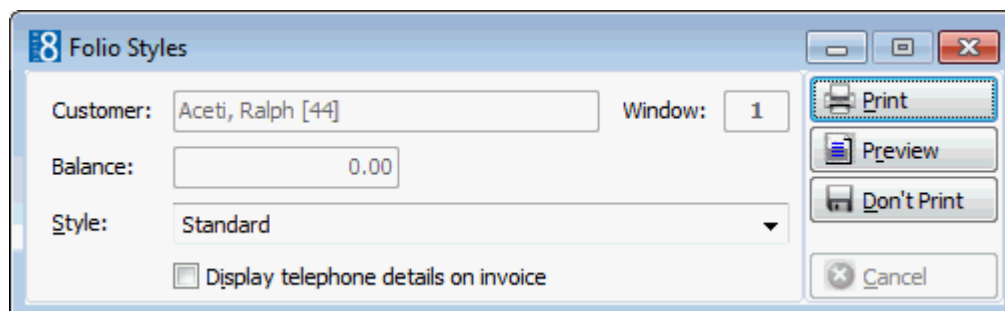 8 Folio Styles
Customer: Aceti, Ralph [44] Window: 1
Print
Balance: 0.00
Preview
Style: Standard
Don't Print
Display telephone details on invoice
Cancel